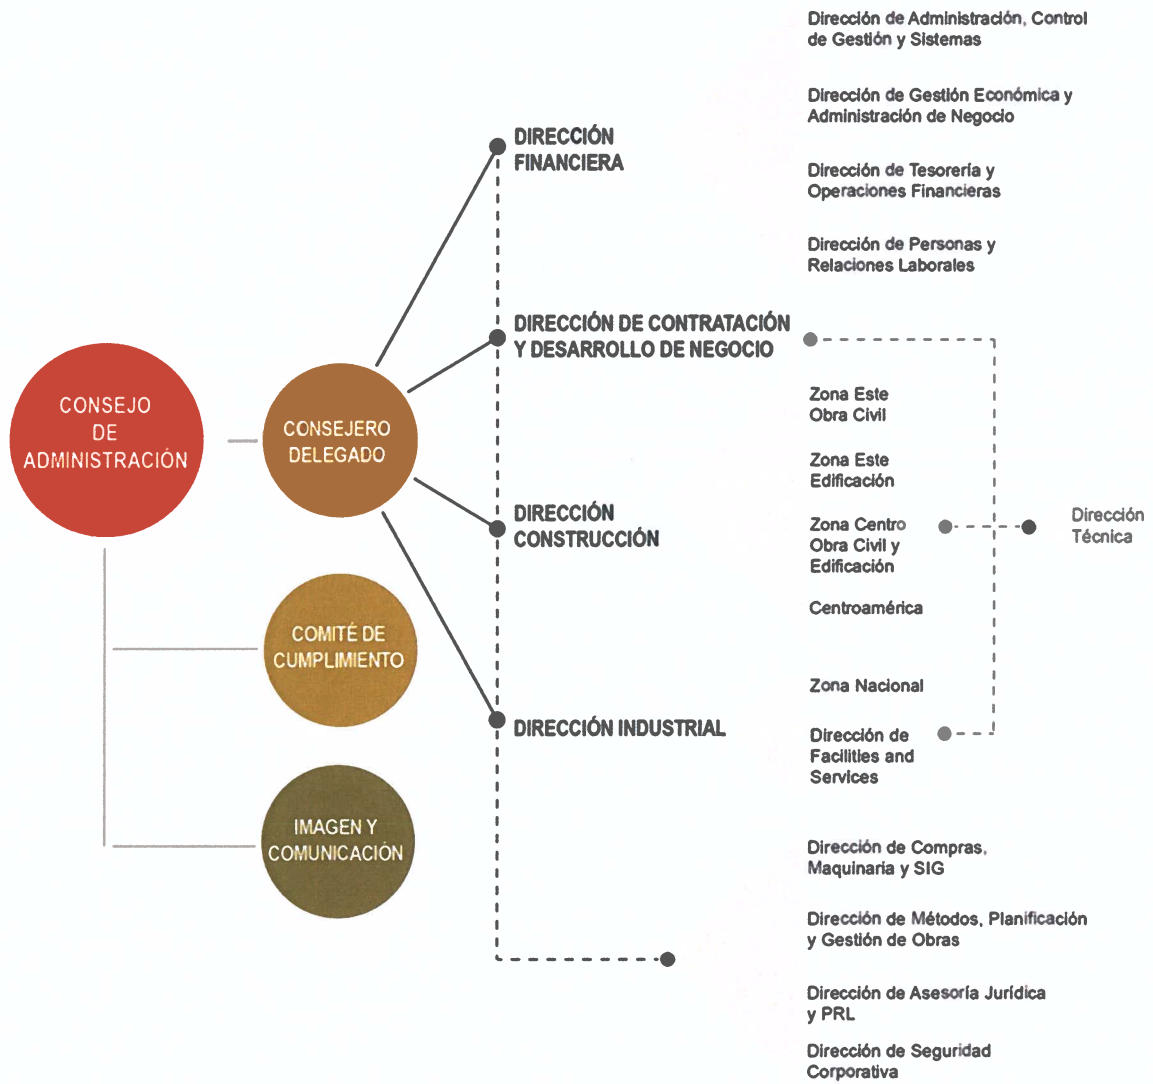 CONSEJO
DE
ADMINISTRACIÓN
CONSEJERO
DELEGADO
COMITÉ DE
CUMPLIMIENTO
IMAGEN Y
COMUNICACIÓN
DIRECCIÓN
FINANCIERA
DIRECCIÓN DE CONTRATACIÓN
Y DESARROLLO DE NEGOCIO
DIRECCIÓN
CONSTRUCCIÓN
DIRECCIÓN INDUSTRIAL
Dirección de Administración, Control
de Gestión y Sistemas
Dirección de Gestión Económica y
Administración de Negocio
Dirección de Tesorería y
Operaciones Financieras
Dirección de Personas y
Relaciones Laborales
Zona Este
Obra Civil
Zona Este
Edificación
Zona Centro
Obra Civil y
Edificación
Centroamérica
Zona Nacional
Dirección de
Facilities and
Services
Dirección
Técnica
Dirección de Compras,
Maquinaria y SIG
Dirección de Métodos, Planificación
y Gestión de Obras
Dirección de Asesoría Jurídica
y PRL
Dirección de Seguridad
Corporativa